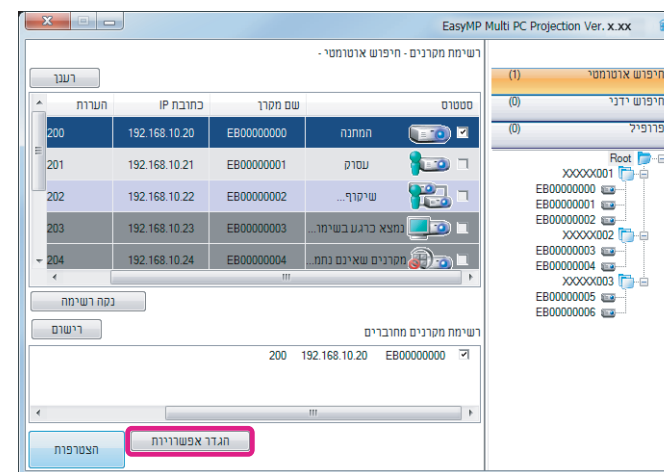 EasyMP Multi PC Projection Ver. x.xx
רשימת מקרנים - חיפוש אוטומטי -
רענן
סטטוס שם מקרן כתובת IP הערות
המתנה EB00000000 192.168.10.20 200
עסוק EB00000001 192.168.10.21 201
שיקוף... EB00000002 192.168.10.22 202
נמצא כרגע בשימו... EB00000003 192.168.10.23 203
מקרנים שאינם נתמ... EB00000004 192.168.10.24 204
נקה רשימה
רישום
רשימת מקרנים מחוברים
EB00000000 192.168.10.20 200
הגדר אפשרויות
הצטרפות
חיפוש אוטומטי (1)
חיפוש ידני (0)
פרופיל (0)
Root
XXXXX001
EB00000000
EB00000001
EB00000002
XXXXX002
EB00000003
EB00000004
XXXXX003
EB00000005
EB00000006